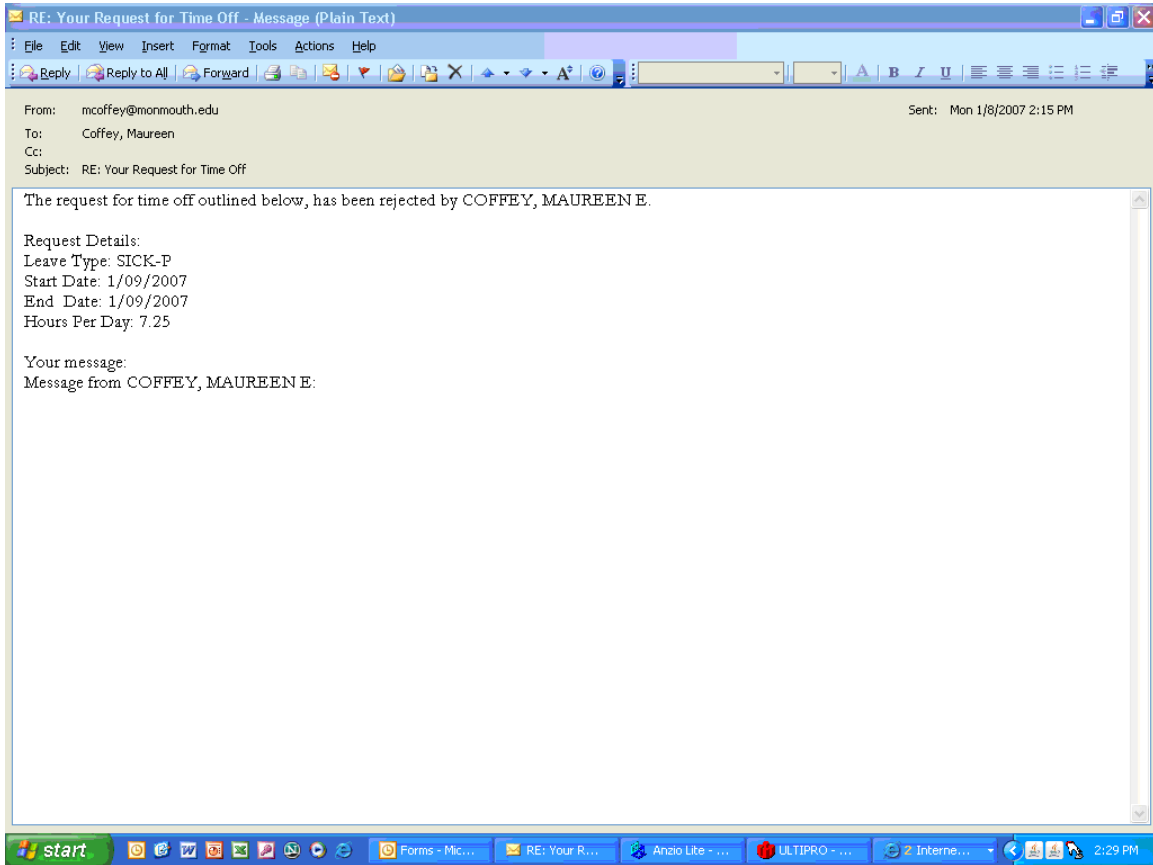 RE: Your Request for Time Off - Message (Plain Text)
File Edit View Insert Format Tools Actions Help
Reply Reply to All Forward A B I U
From: mcoffey@monmouth.edu Sent: Mon 1/8/2007 2:15 PM
To: Coffey, Maureen
Cc:
Subject: RE: Your Request for Time Off
The request for time off outlined below, has been rejected by COFFEY, MAUREEN E.
Request Details:
Leave Type: SICK-P
Start Date: 1/09/2007
End Date: 1/09/2007
Hours Per Day: 7.25
Your message:
Message from COFFEY, MAUREEN E:
start Forms - Mic... RE: Your R... Anzio Lite - ... ULTIPRO - ... 2 Interne... 2:29 PM